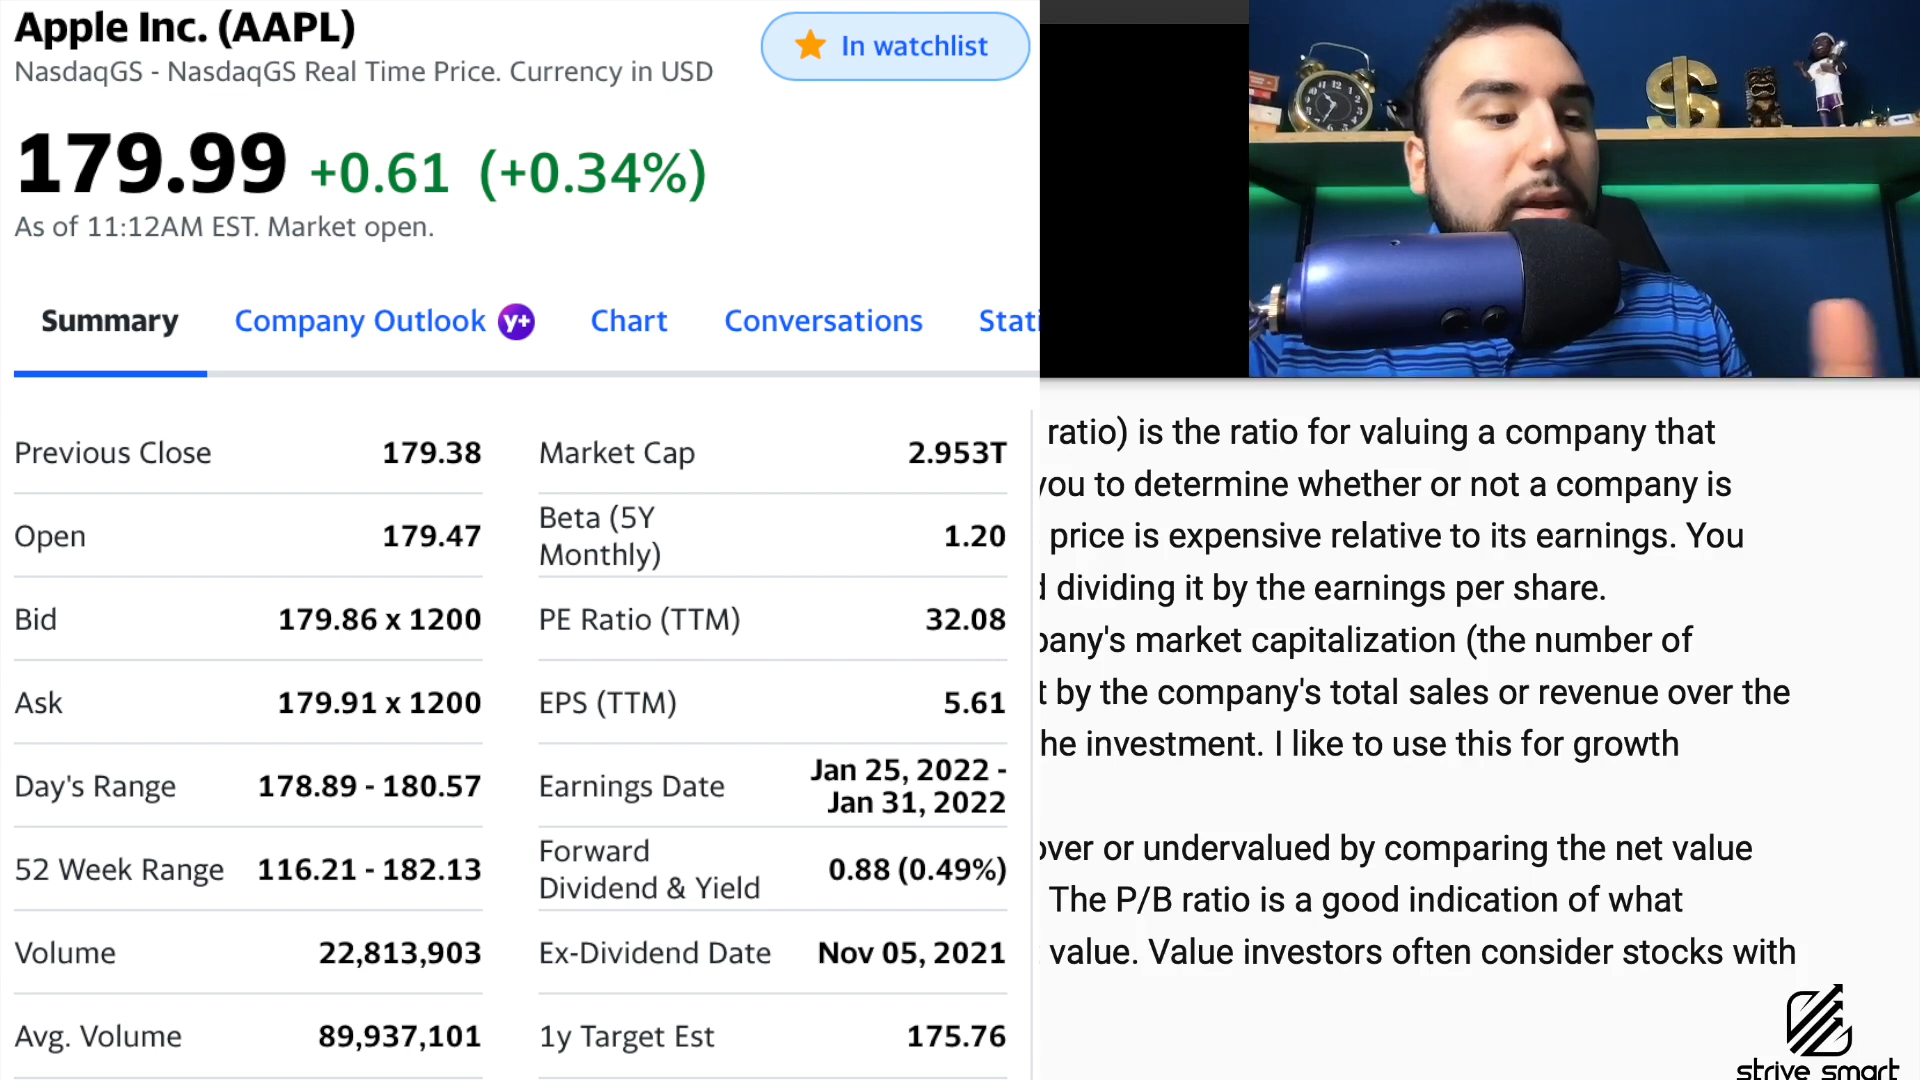 Apple Inc. (AAPL)
In watchlist
NasdaqGS - NasdaqGS Real Time Price. Currency in USD
179.99 +0.61 (+0.34%)
As of 11:12AM EST. Market open.
Summary
Company Outlook y+
Chart
Conversations
Stati
Previous Close 179.38
Open 179.47
Bid 179.86 x 1200
Ask 179.91 x 1200
Day's Range 178.89 - 180.57
52 Week Range 116.21 - 182.13
Volume 22,813,903
Avg. Volume 89,937,101
Market Cap 2.953T
Beta (5Y
Monthly) 1.20
PE Ratio (TTM) 32.08
EPS (TTM) 5.61
Earnings Date Jan 25, 2022 -
Jan 31, 2022
Forward
Dividend & Yield 0.88 (0.49%)
Ex-Dividend Date Nov 05, 2021
1y Target Est 175.76
ratio) is the ratio for valuing a company that
you to determine whether or not a company is
price is expensive relative to its earnings. You
dividing it by the earnings per share.
pany's market capitalization (the number of
t by the company's total sales or revenue over the
he investment. I like to use this for growth
over or undervalued by comparing the net value
The P/B ratio is a good indication of what
value. Value investors often consider stocks with
strive smart